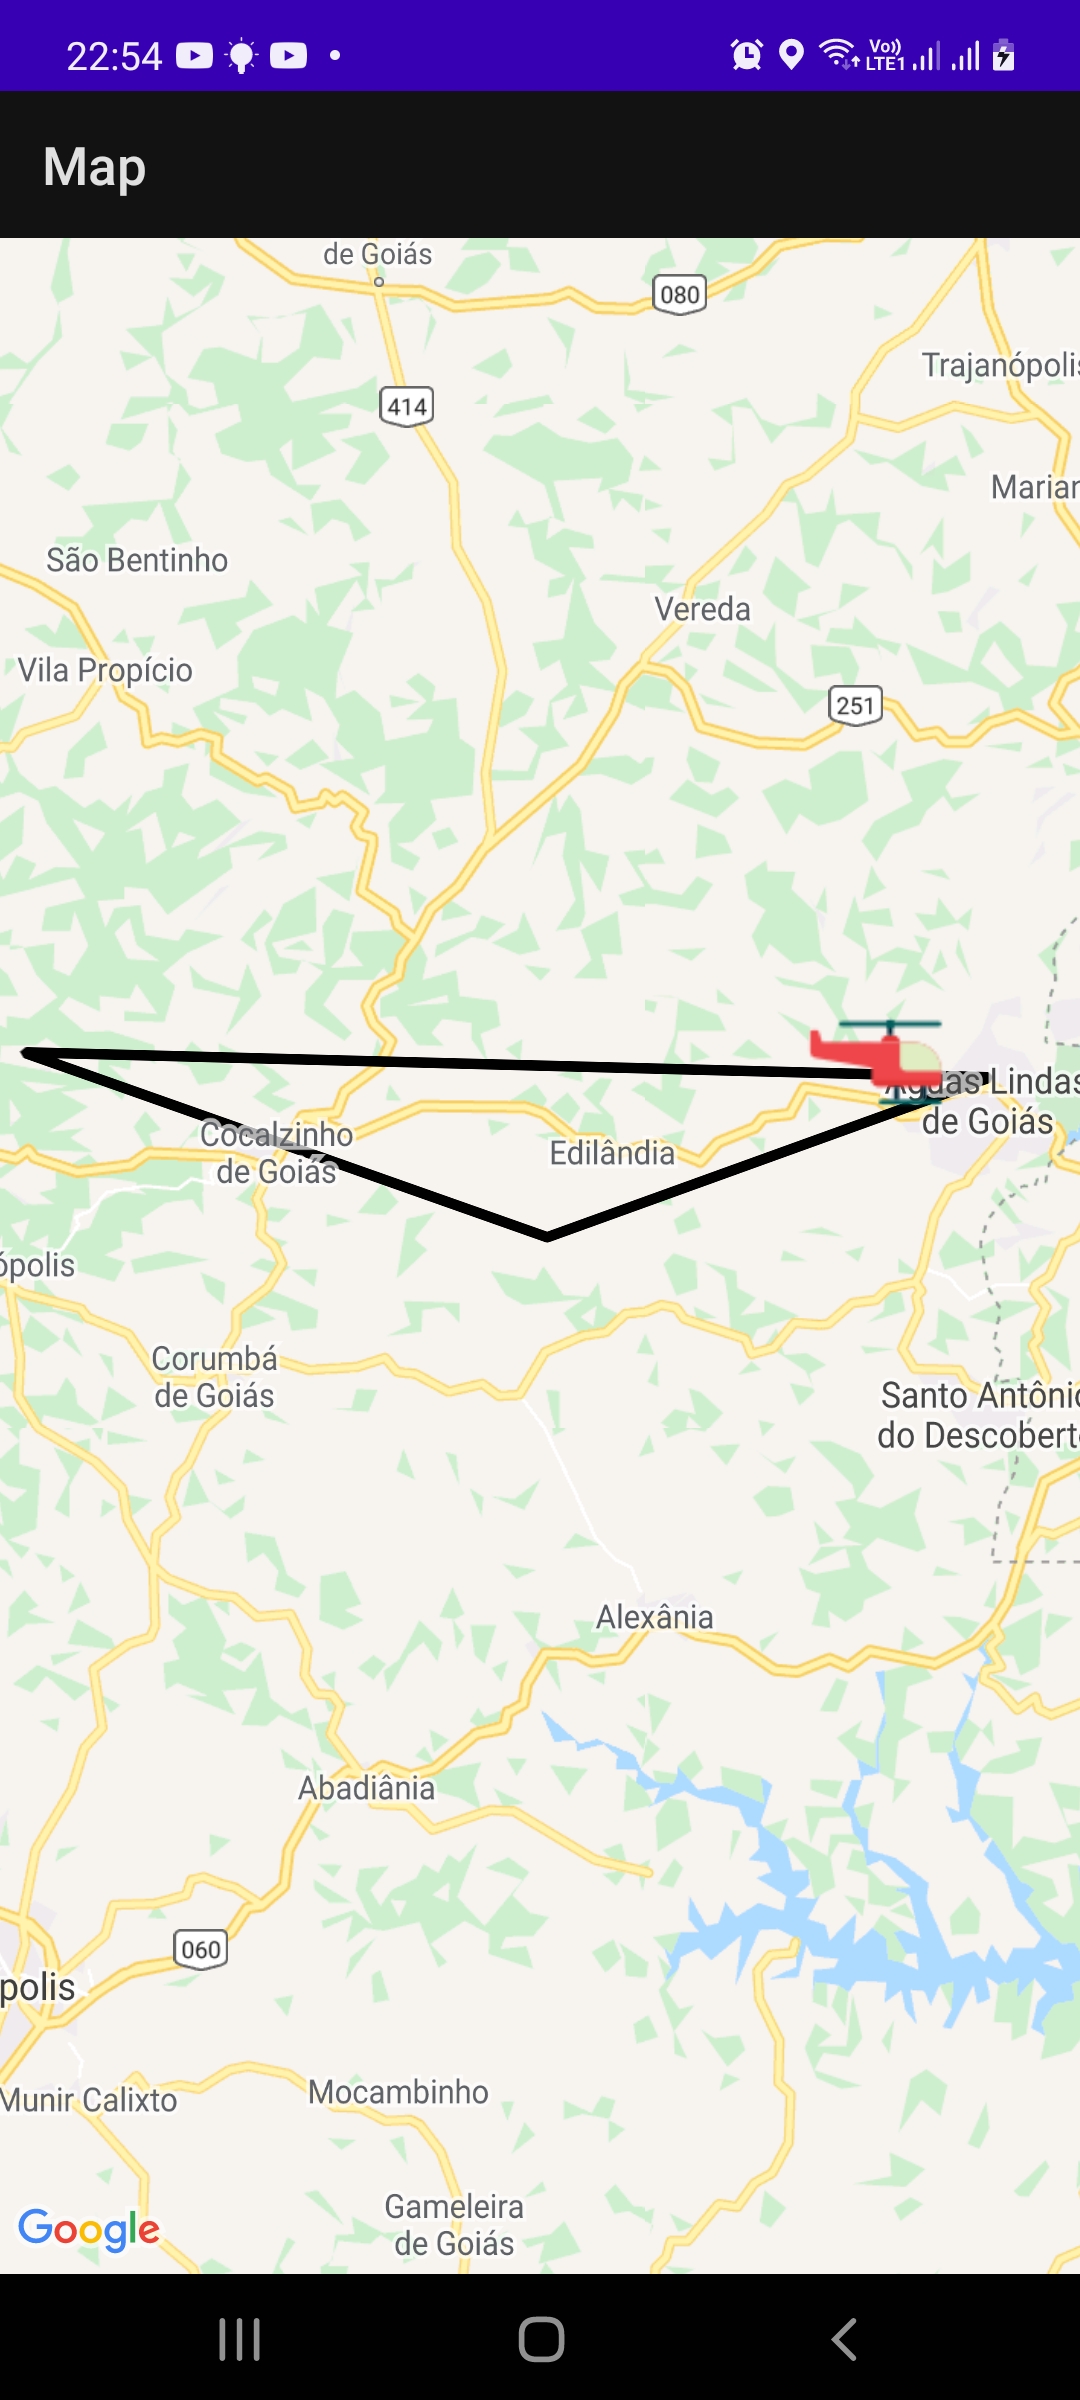 22:54
Vo))
LTE1
Map
de Goiás
080
Trajanópolis
414
Marian
São Bentinho
Vereda
Vila Propício
251
Águas Lindas
de Goiás
Cocalzinho
de Goiás
Edilândia
ópolis
Corumbá
de Goiás
Santo Antônio
do Descoberto
Alexânia
Abadiânia
060
polis
Munir Calixto
Mocambinho
Gameleira
de Goiás
Google